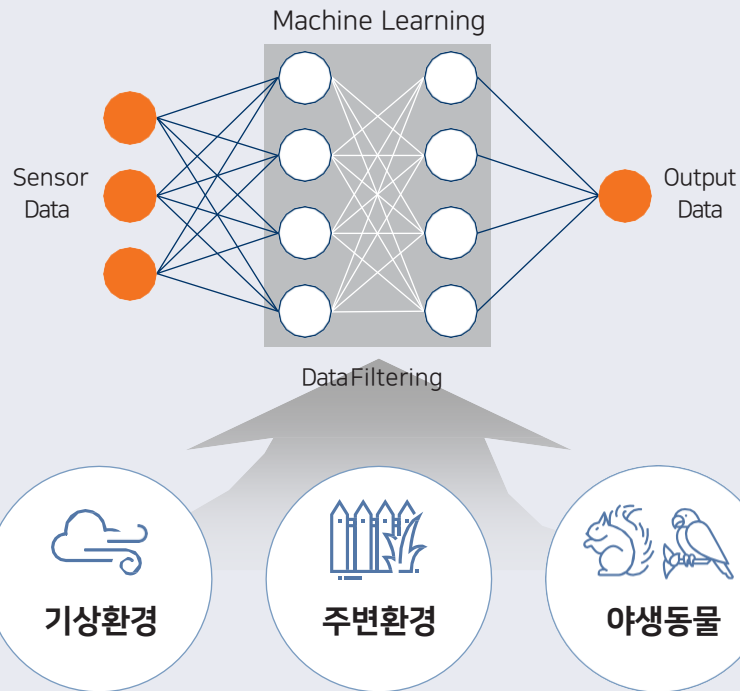 Machine Learning
Sensor
Data
Output
Data
DataFiltering
기상환경
주변환경
야생동물